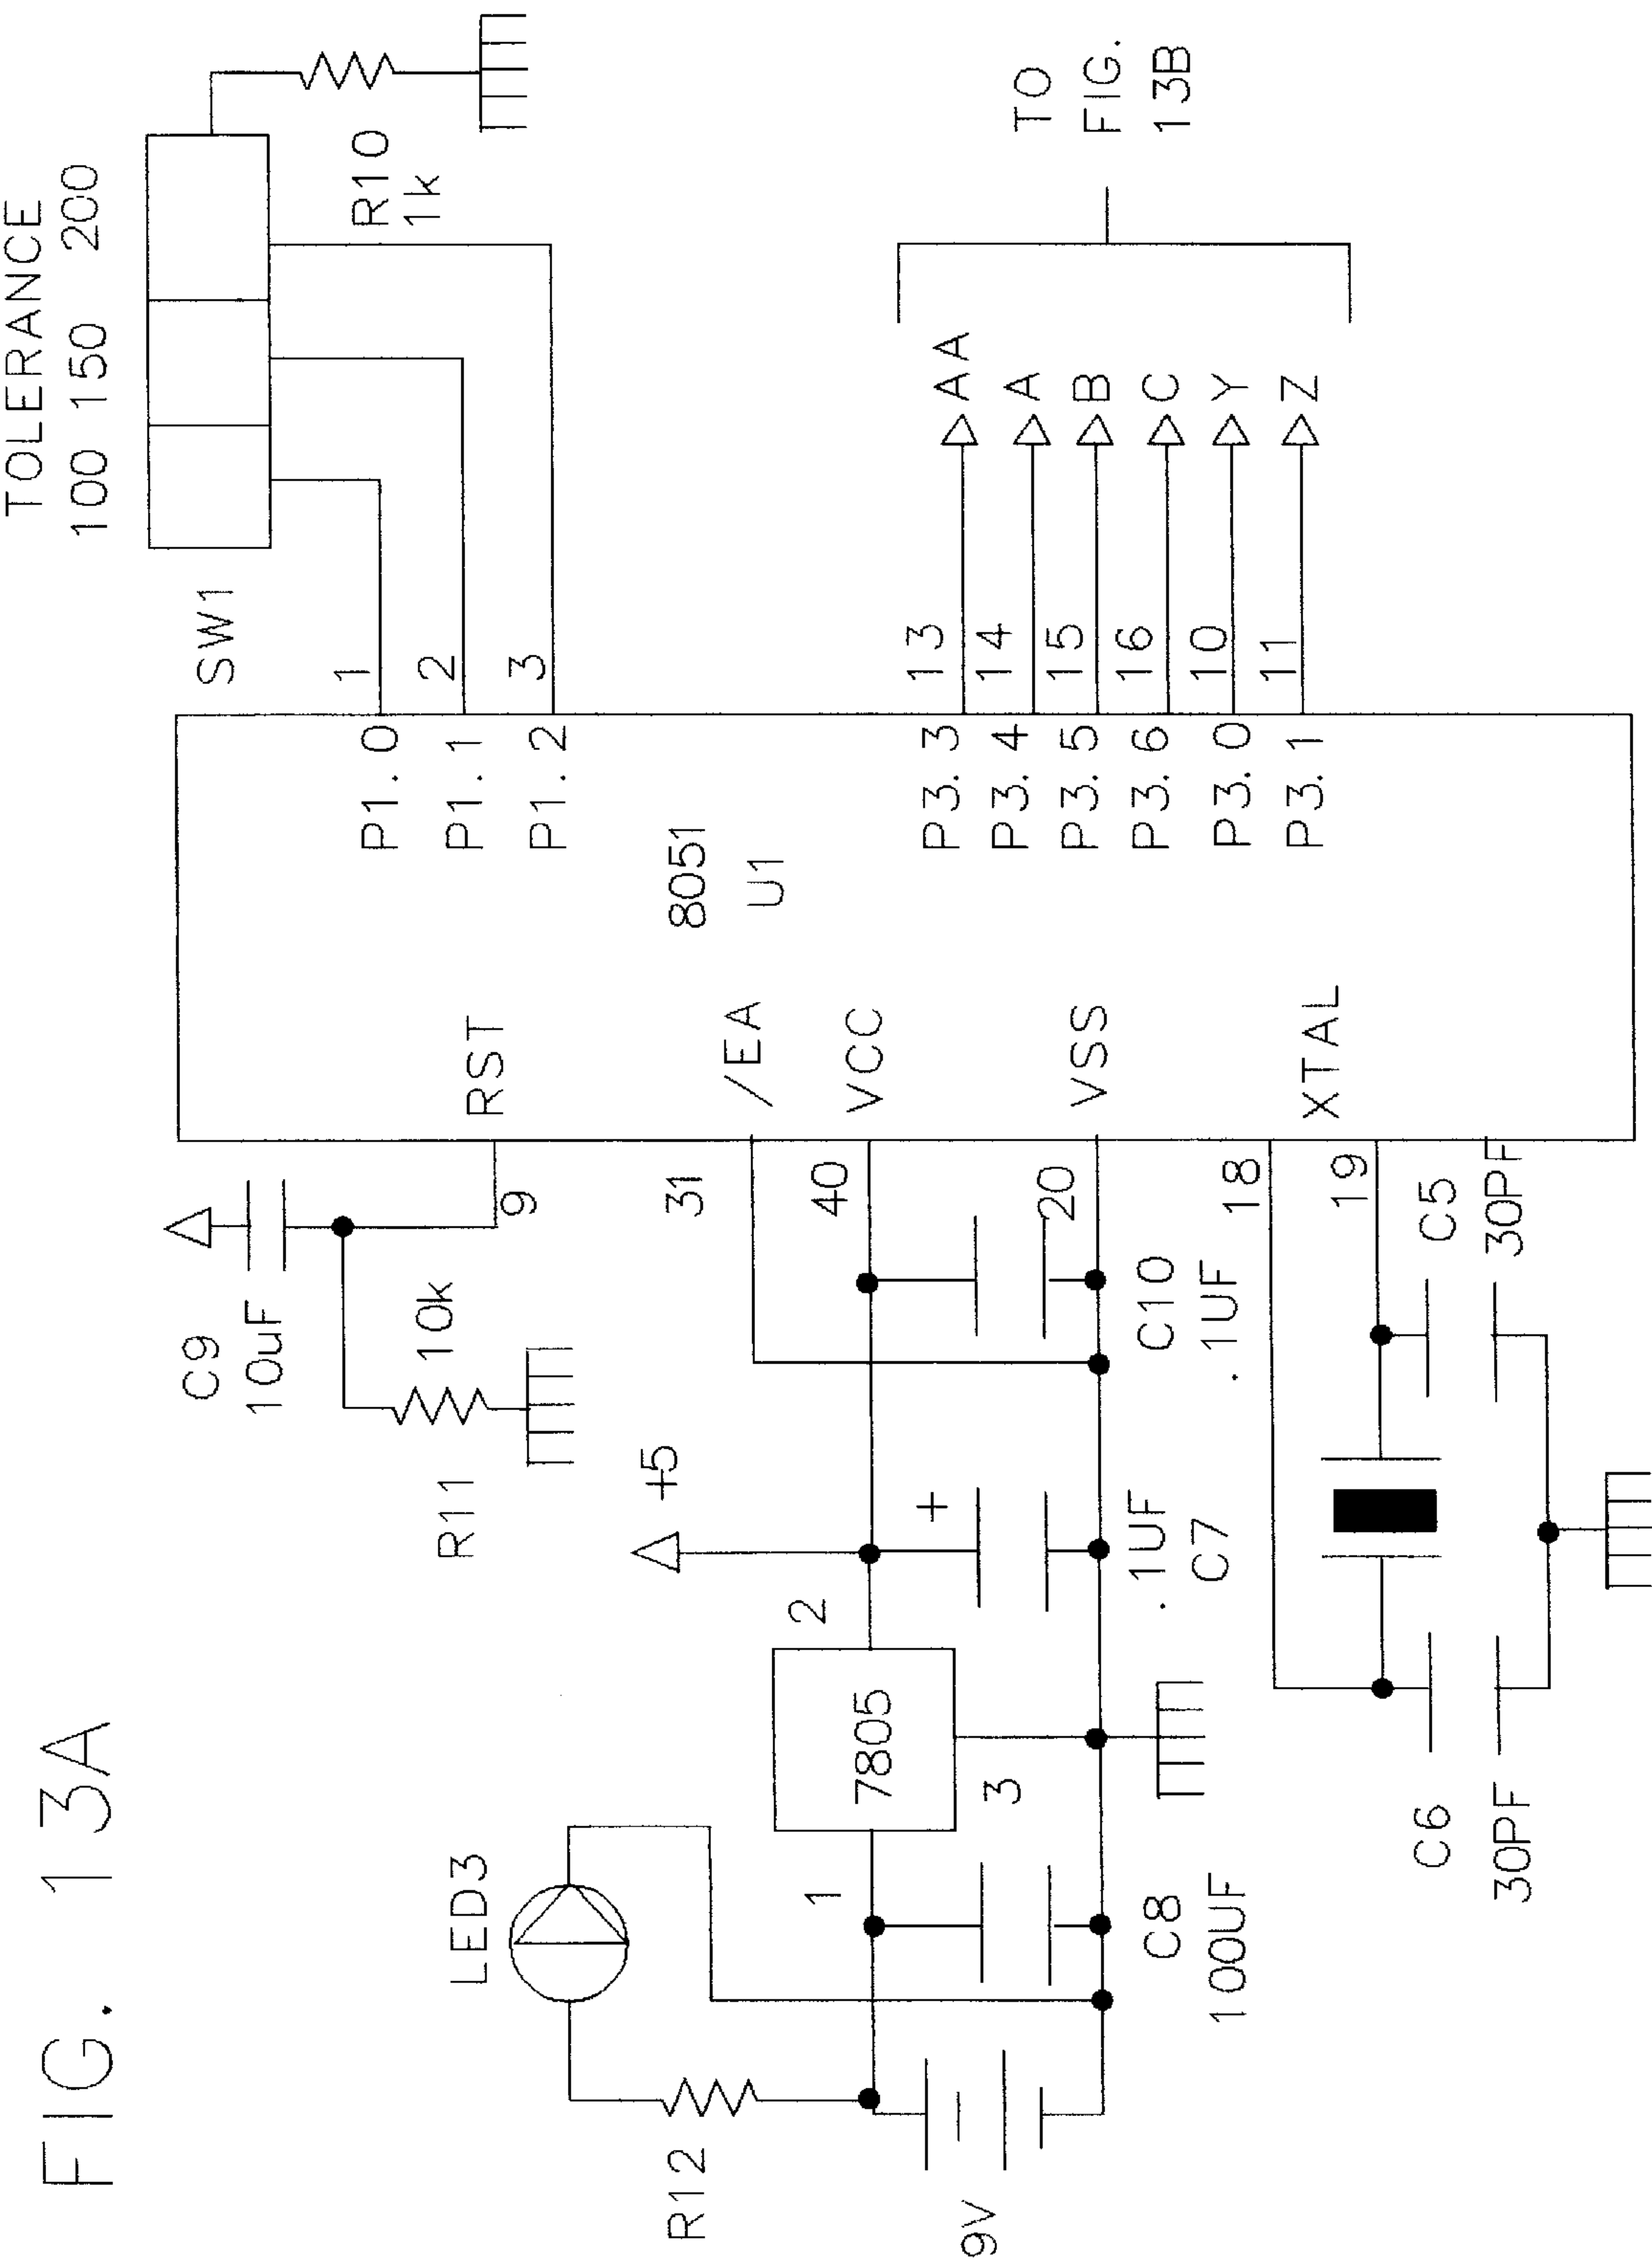 FIG. 13A
TOLERANCE
100 150 200
SW1
R10
1k
C9
10uF
R11
10k
RST
9
P1.0
1
P1.1
2
P1.2
3
8051
U1
LED3
R12
9V
+5
7805
1
2
3
/EA
31
VCC
40
VSS
20
+
C8
100UF
.1UF
C7
C10
.1UF
P3.3 13 AA
P3.4 14 A
P3.5 15 B
P3.6 16 C
P3.0 10 Y
P3.1 11 Z
TO
FIG.
13B
XTAL
18
19
C6
30PF
C5
30PF